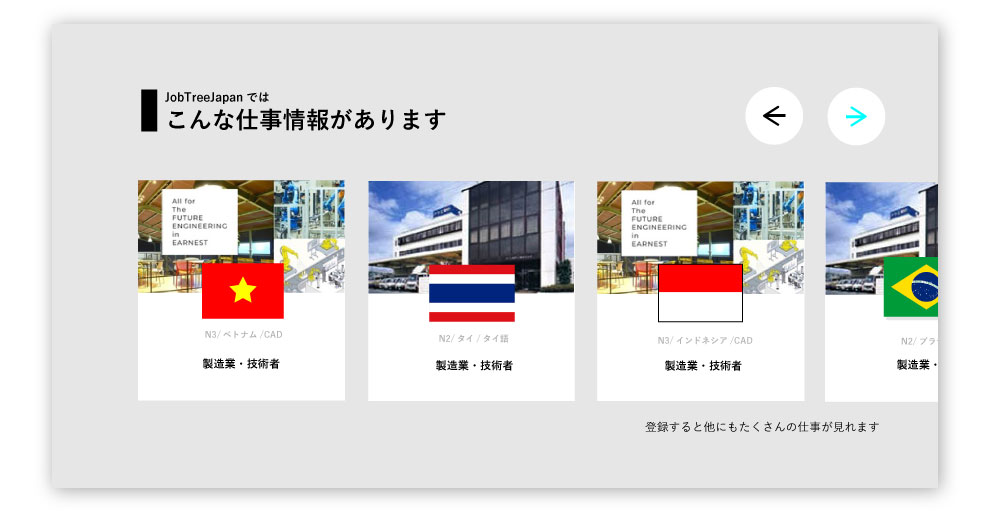 JobTreeJapan では
こんな仕事情報があります
All for
The
FUTURE
ENGINEERING
in
EARNEST
N3/ ベトナム /CAD
製造業・技術者
N2/ タイ / タイ語
製造業・技術者
All for
The
FUTURE
ENGINEERING
in
EARNEST
N3/ インドネシア /CAD
製造業・技術者
N2/ ブラ
製造業・
登録すると他にもたくさんの仕事が見れます